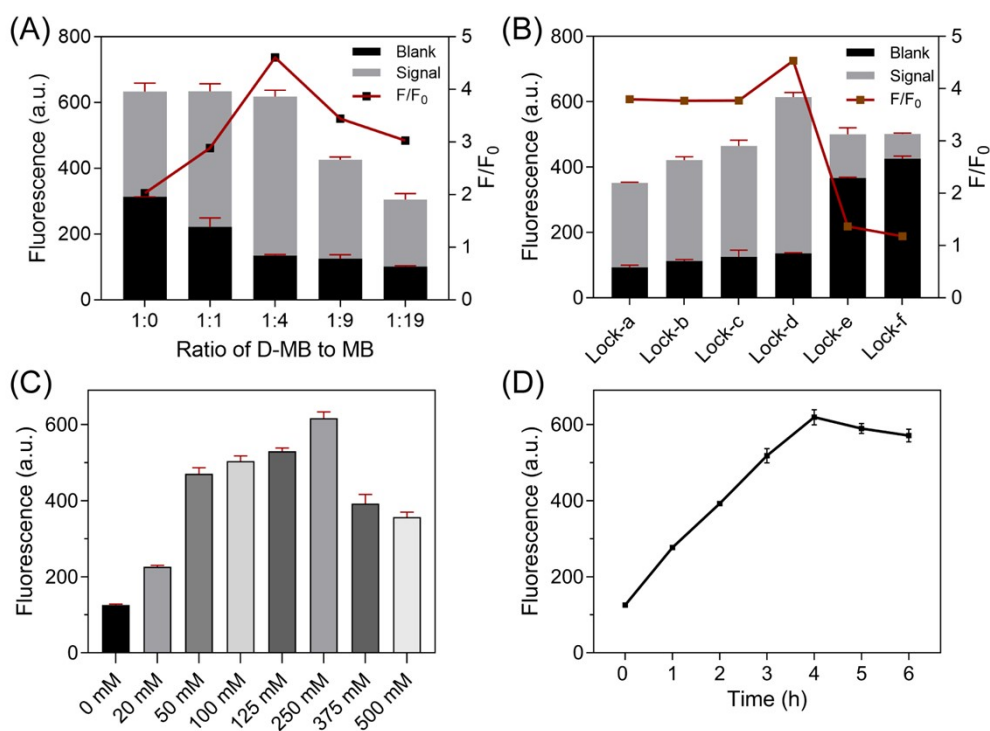 (A)
800
600
400
200
0
Fluorescence (a.u.)
Blank
Signal
F/F₀
5
4
3
2
1
0
F/F₀
1:0 1:1 1:4 1:9 1:19
Ratio of D-MB to MB
(B)
800
600
400
200
0
Fluorescence (a.u.)
Blank
Signal
F/F₀
5
4
3
2
1
0
F/F₀
Lock-a Lock-b Lock-c Lock-d Lock-e Lock-f
(C)
600
400
200
0
Fluorescence (a.u.)
0 mM 20 mM 50 mM 100 mM 125 mM 250 mM 375 mM 500 mM
(D)
600
400
200
0
Fluorescence (a.u.)
0 1 2 3 4 5 6
Time (h)